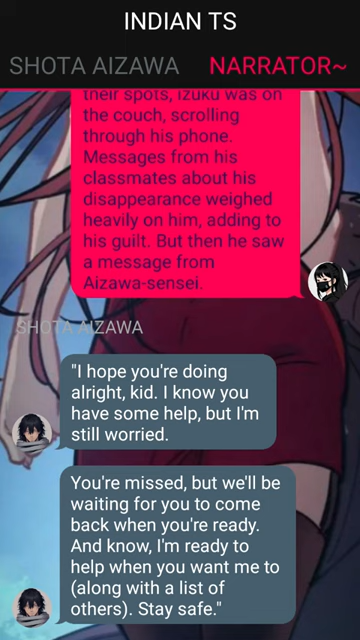 INDIAN TS
SHOTA AIZAWA NARRATOR~
their spots, Izuku was on
the couch, scrolling
through his phone.
Messages from his
classmates about his
disappearance weighed
heavily on him, adding to
his guilt. But then he saw
a message from
Aizawa-sensei.
SHOTA AIZAWA
"I hope you're doing
alright, kid. I know you
have some help, but I'm
still worried.
You're missed, but we'll be
waiting for you to come
back when you're ready.
And know, I'm ready to
help when you want me to
(along with a list of
others). Stay safe."